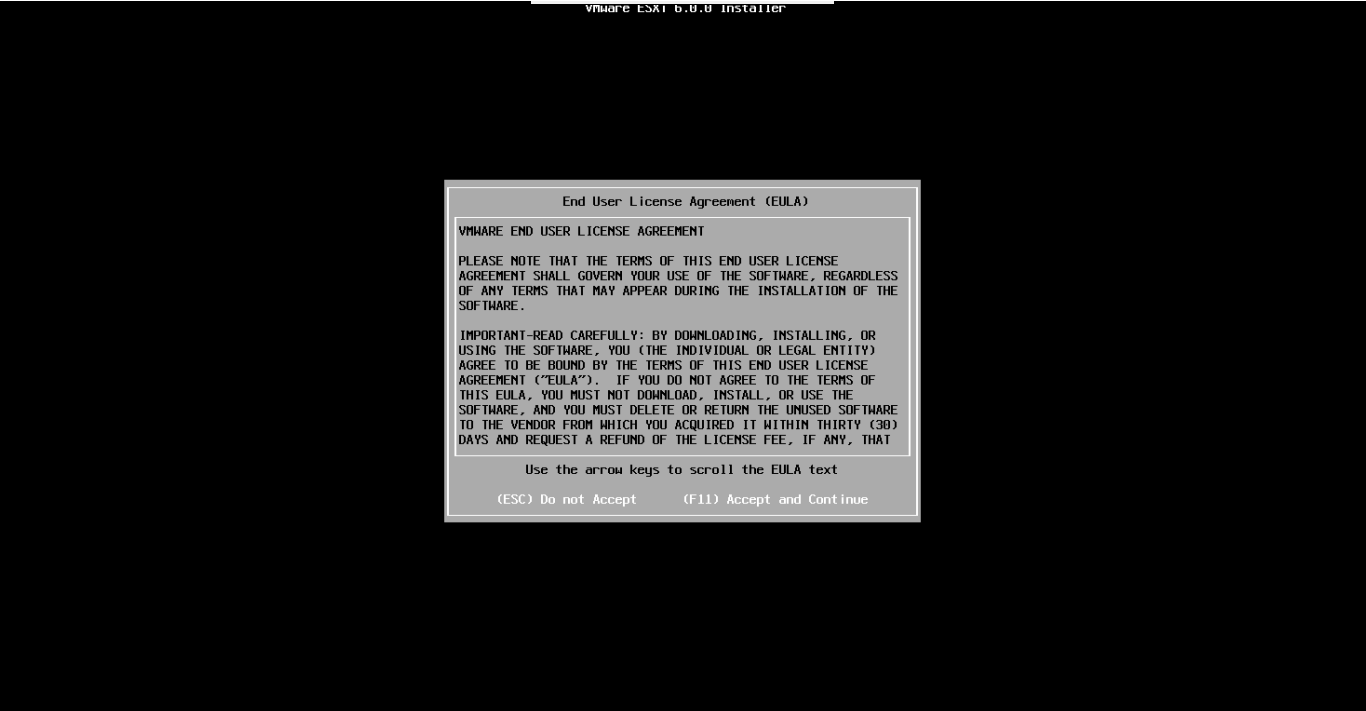 VMware ESXi 6.0.0 Installer
End User License Agreement (EULA)
VMWARE END USER LICENSE AGREEMENT
PLEASE NOTE THAT THE TERMS OF THIS END USER LICENSE
AGREEMENT SHALL GOVERN YOUR USE OF THE SOFTWARE, REGARDLESS
OF ANY TERMS THAT MAY APPEAR DURING THE INSTALLATION OF THE
SOFTWARE.
IMPORTANT-READ CAREFULLY: BY DOWNLOADING, INSTALLING, OR
USING THE SOFTWARE, YOU (THE INDIVIDUAL OR LEGAL ENTITY)
AGREE TO BE BOUND BY THE TERMS OF THIS END USER LICENSE
AGREEMENT ("EULA").  IF YOU DO NOT AGREE TO THE TERMS OF
THIS EULA, YOU MUST NOT DOWNLOAD, INSTALL, OR USE THE
SOFTWARE, AND YOU MUST DELETE OR RETURN THE UNUSED SOFTWARE
TO THE VENDOR FROM WHICH YOU ACQUIRED IT WITHIN THIRTY (30)
DAYS AND REQUEST A REFUND OF THE LICENSE FEE, IF ANY, THAT
Use the arrow keys to scroll the EULA text
(ESC) Do not Accept      (F11) Accept and Continue